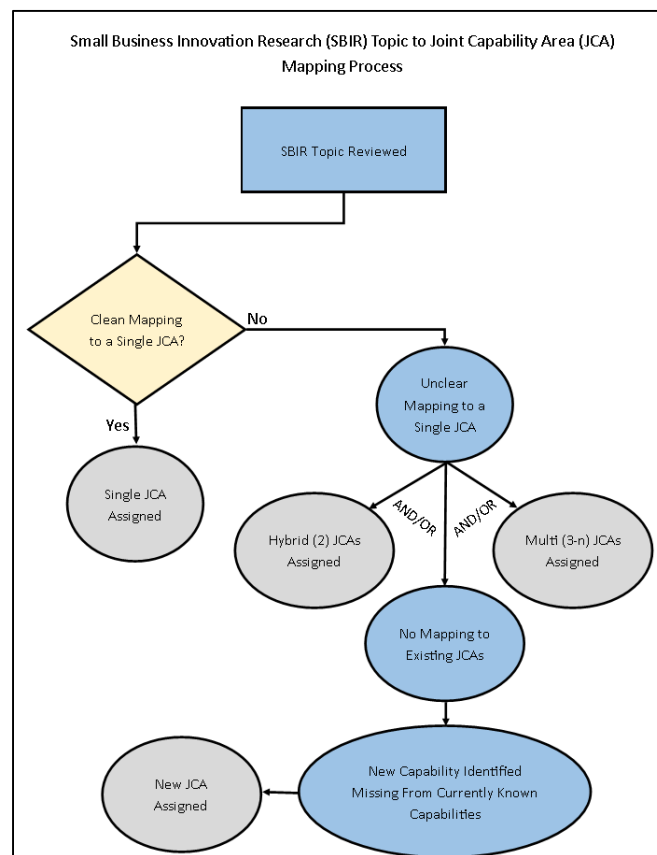 Small Business Innovation Research (SBIR) Topic to Joint Capability Area (JCA)
Mapping Process
SBIR Topic Reviewed
Clean Mapping
to a Single JCA?
No
Unclear
Mapping to a
Single JCA
Yes
Single JCA
Assigned
AND/OR
AND/OR
Hybrid (2) JCAs
Assigned
Multi (3-n) JCAs
Assigned
No Mapping to
Existing JCAs
New Capability Identified
Missing From Currently Known
Capabilities
New JCA
Assigned